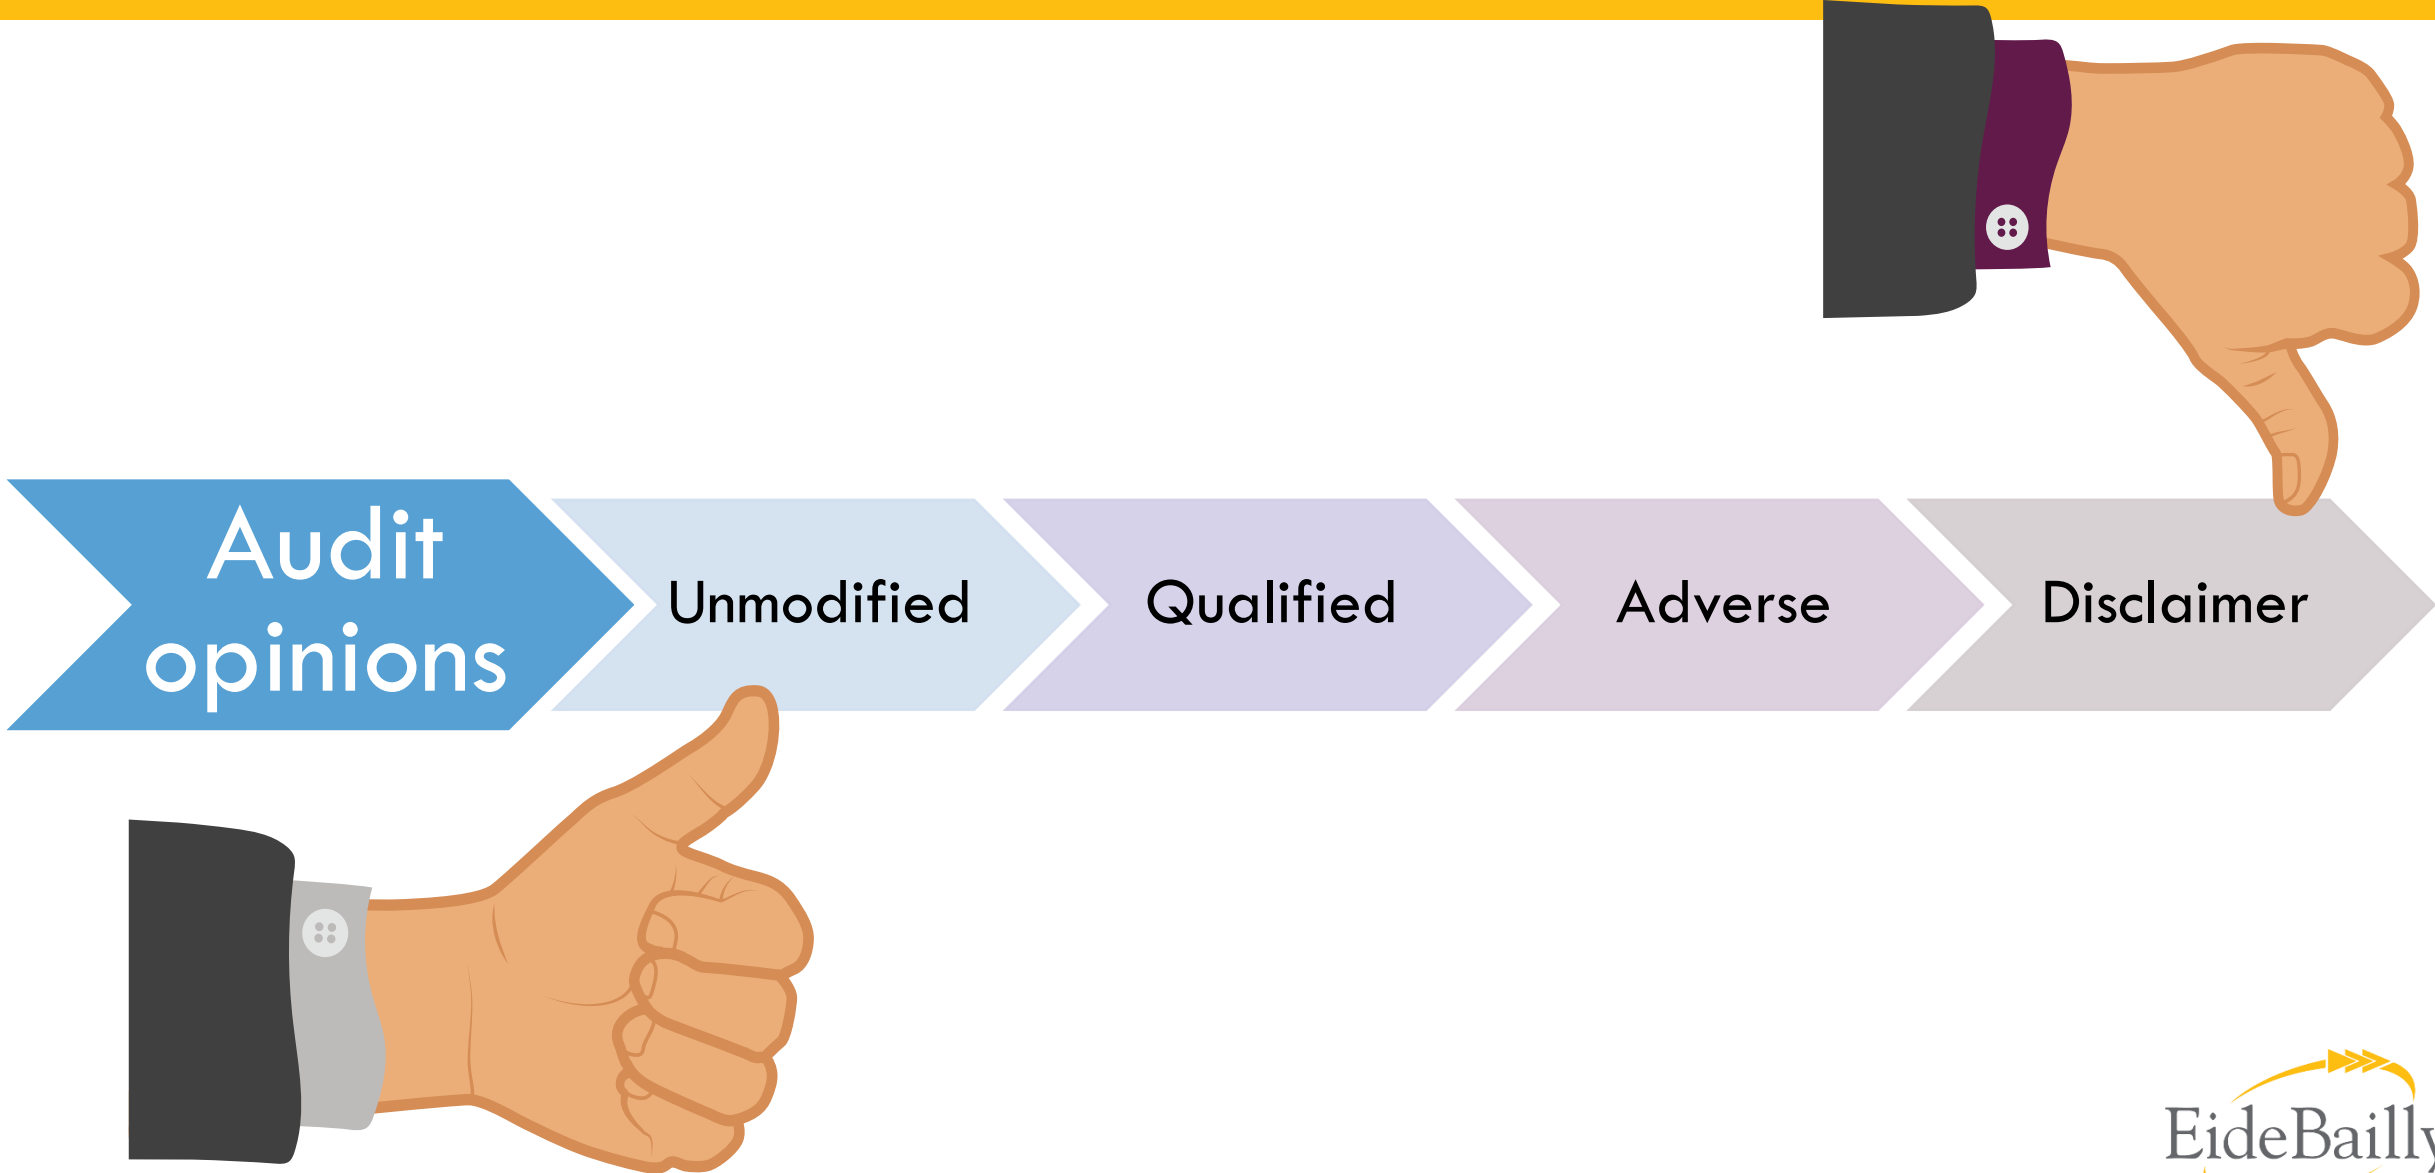 Audit
opinions
Unmodified
Qualified
Adverse
Disclaimer
EideBailly